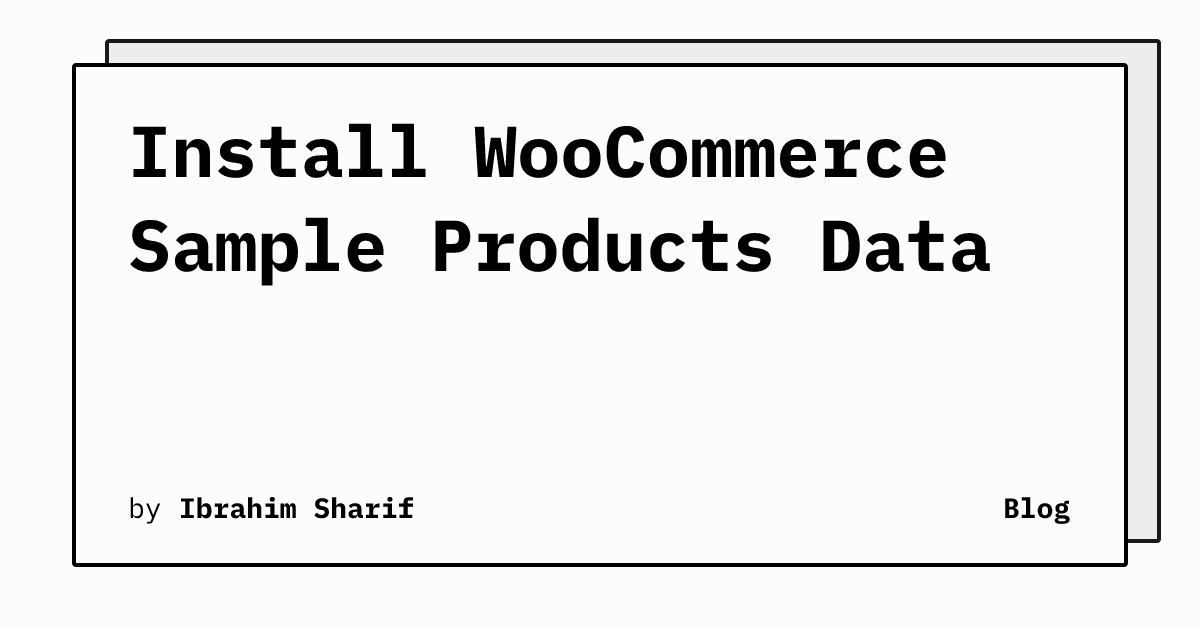 Install WooCommerce
Sample Products Data
by Ibrahim Sharif
Blog